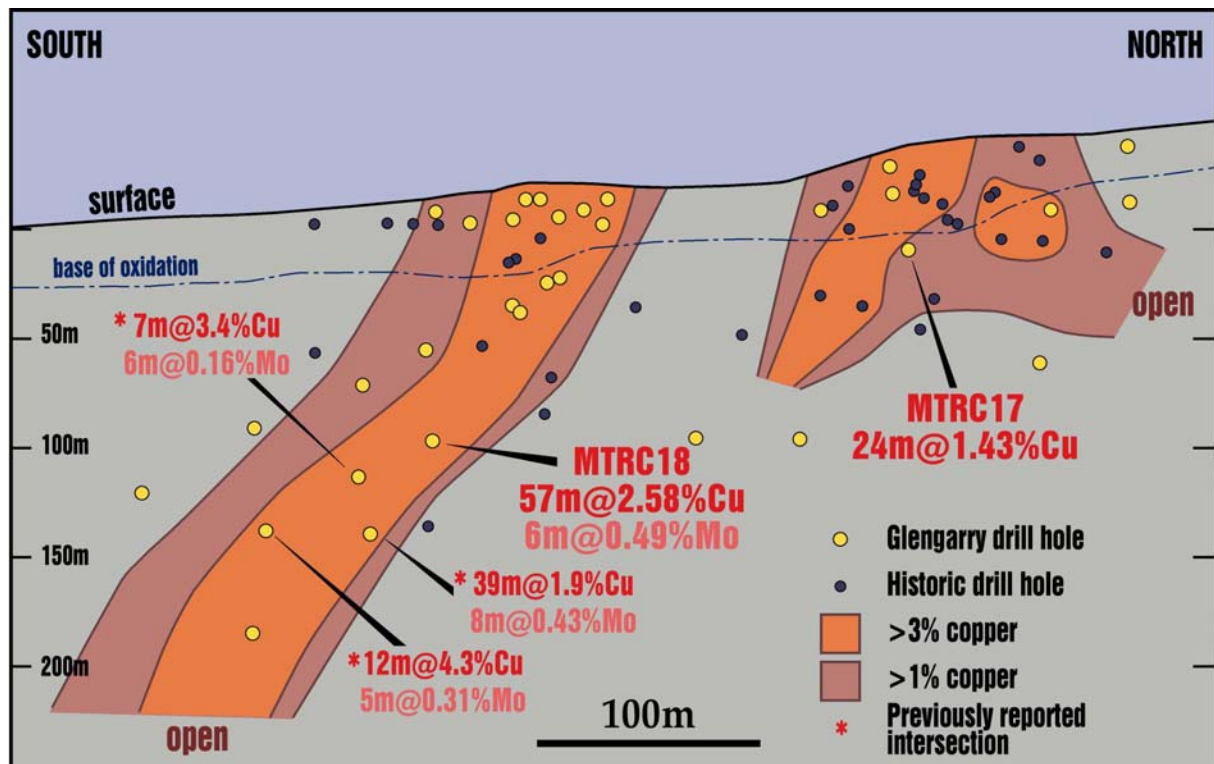 SOUTH
NORTH
surface
base of oxidation
* 7m@3.4%Cu
6m@0.16%Mo
50m
open
MTRC17
24m@1.43%Cu
100m
MTRC18
57m@2.58%Cu
6m@0.49%Mo
150m
* 39m@1.9%Cu
8m@0.43%Mo
*12m@4.3%Cu
5m@0.31%Mo
200m
open
100m
Glengarry drill hole
Historic drill hole
>3% copper
>1% copper
* Previously reported
intersection